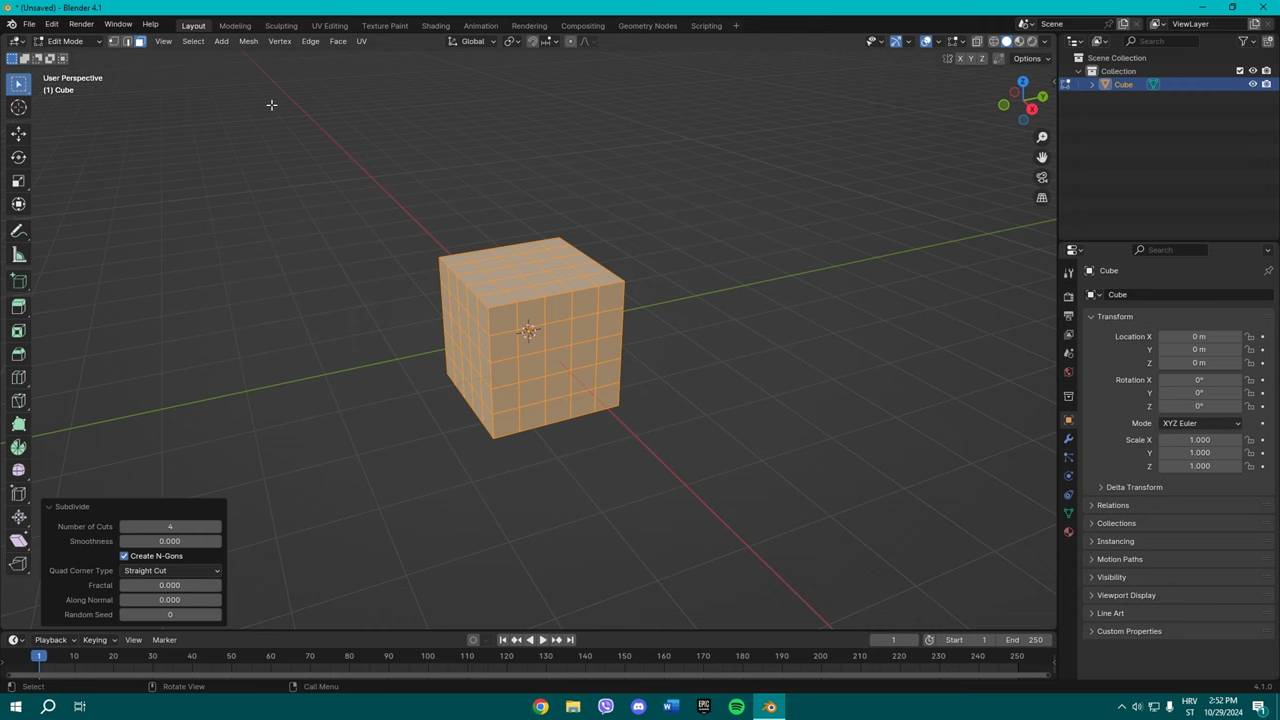 * (Unsaved) - Blender 4.1
File Edit Render Window Help Layout Modeling Sculpting UV Editing Texture Paint Shading Animation Rendering Compositing Geometry Nodes Scripting + Scene ViewLayer
Edit Mode View Select Add Mesh Vertex Edge Face UV Global Search
X Y Z Options
User Perspective
(1) Cube
Scene Collection
Collection
Cube
Z
Y
X
Search
Cube
Cube
Transform
Location X 0 m
Y 0 m
Z 0 m
Rotation X 0°
Y 0°
Z 0°
Mode XYZ Euler
Scale X 1.000
Y 1.000
Z 1.000
Delta Transform
Relations
Collections
Instancing
Motion Paths
Visibility
Viewport Display
Line Art
Custom Properties
Subdivide
Number of Cuts 4
Smoothness 0.000
Create N-Gons
Quad Corner Type Straight Cut
Fractal 0.000
Along Normal 0.000
Random Seed 0
Playback Keying View Marker 1 Start 1 End 250
1 10 20 30 40 50 60 70 80 90 100 110 120 130 140 150 160 170 180 190 200 210 220 230 240 250
Select Rotate View Call Menu 4.1.0
W EPIC GAMES HRV 2:52 PM
ST 10/29/2024 1